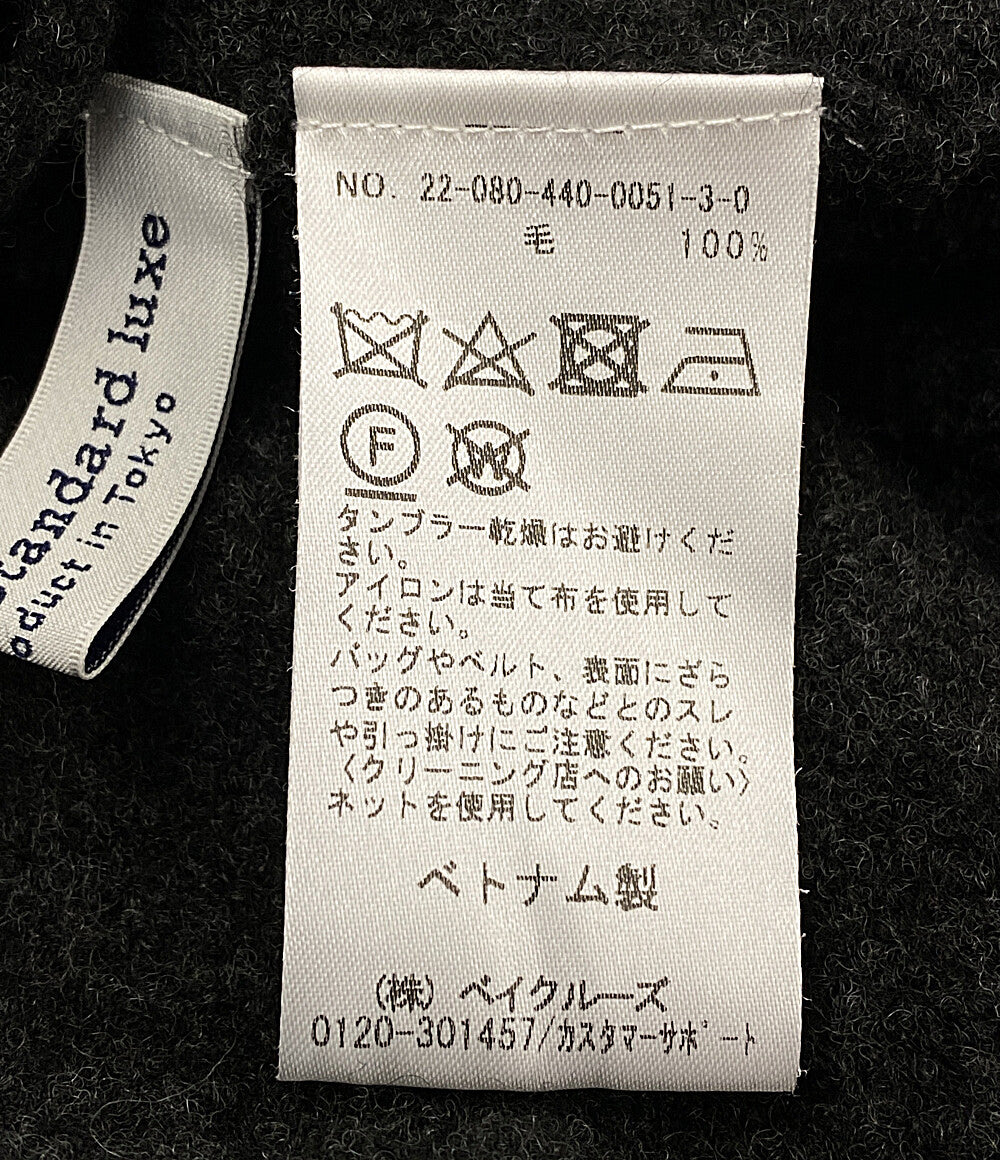 standard luxe
oduct in Tokyo
NO. 22-080-440-0051-3-0
毛 100%
F
W
タンブラー乾燥はお避けくだ
さい。
アイロンは当て布を使用して
ください。
バッグやベルト、表面にざら
つきのあるものなどとのスレ
や引っ掛けにご注意ください。
〈クリーニング店へのお願い〉
ネットを使用してください。
ベトナム製
(株) ベイクルーズ
0120-301457/カスタマーサポート